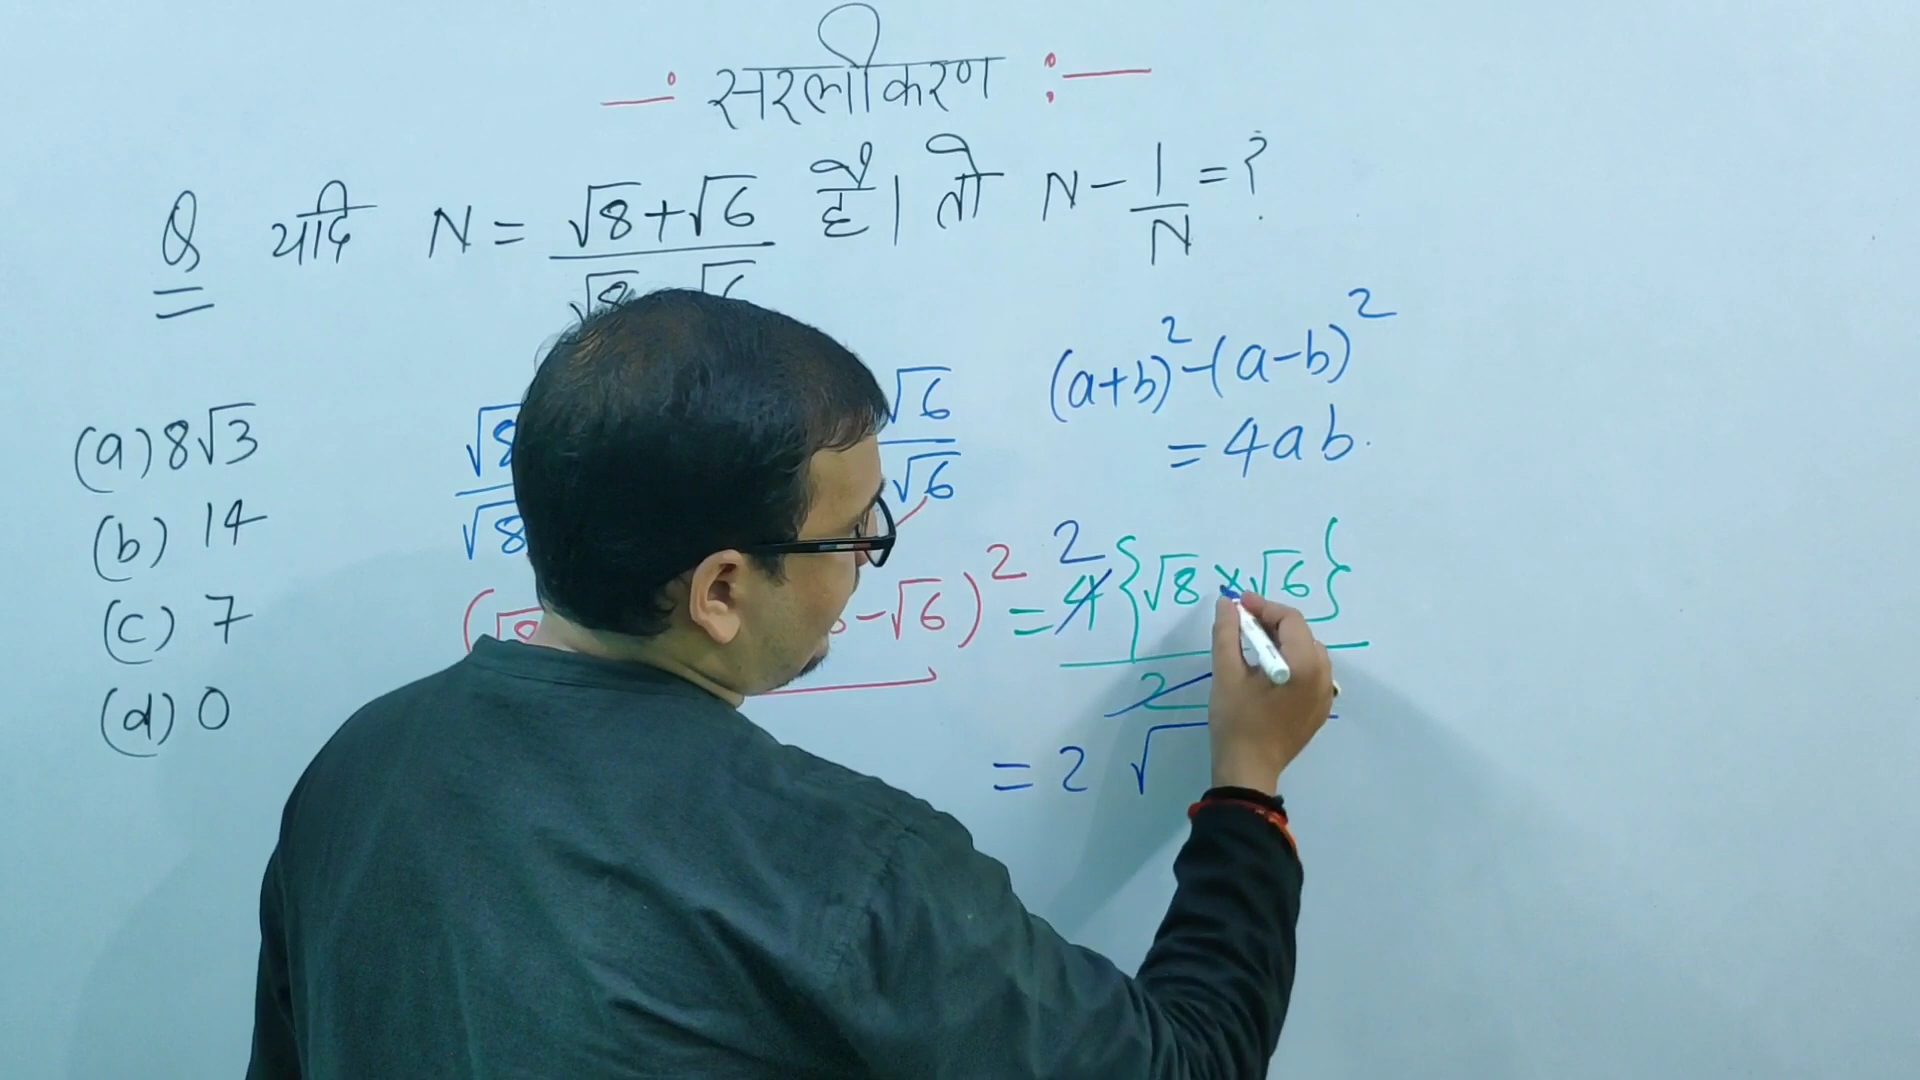 —: सरलीकरण :—
Q यदि N = √8+√6 है। तो N - 1/N = ?
√8 √6
(a+b)² - (a-b)²
= 4ab.
(a) 8√3
(b) 14
(c) 7
(d) 0
√8 √6
√8 √6
(√8 -√6)² = 4{√8 × √6}
2
2
= 2√